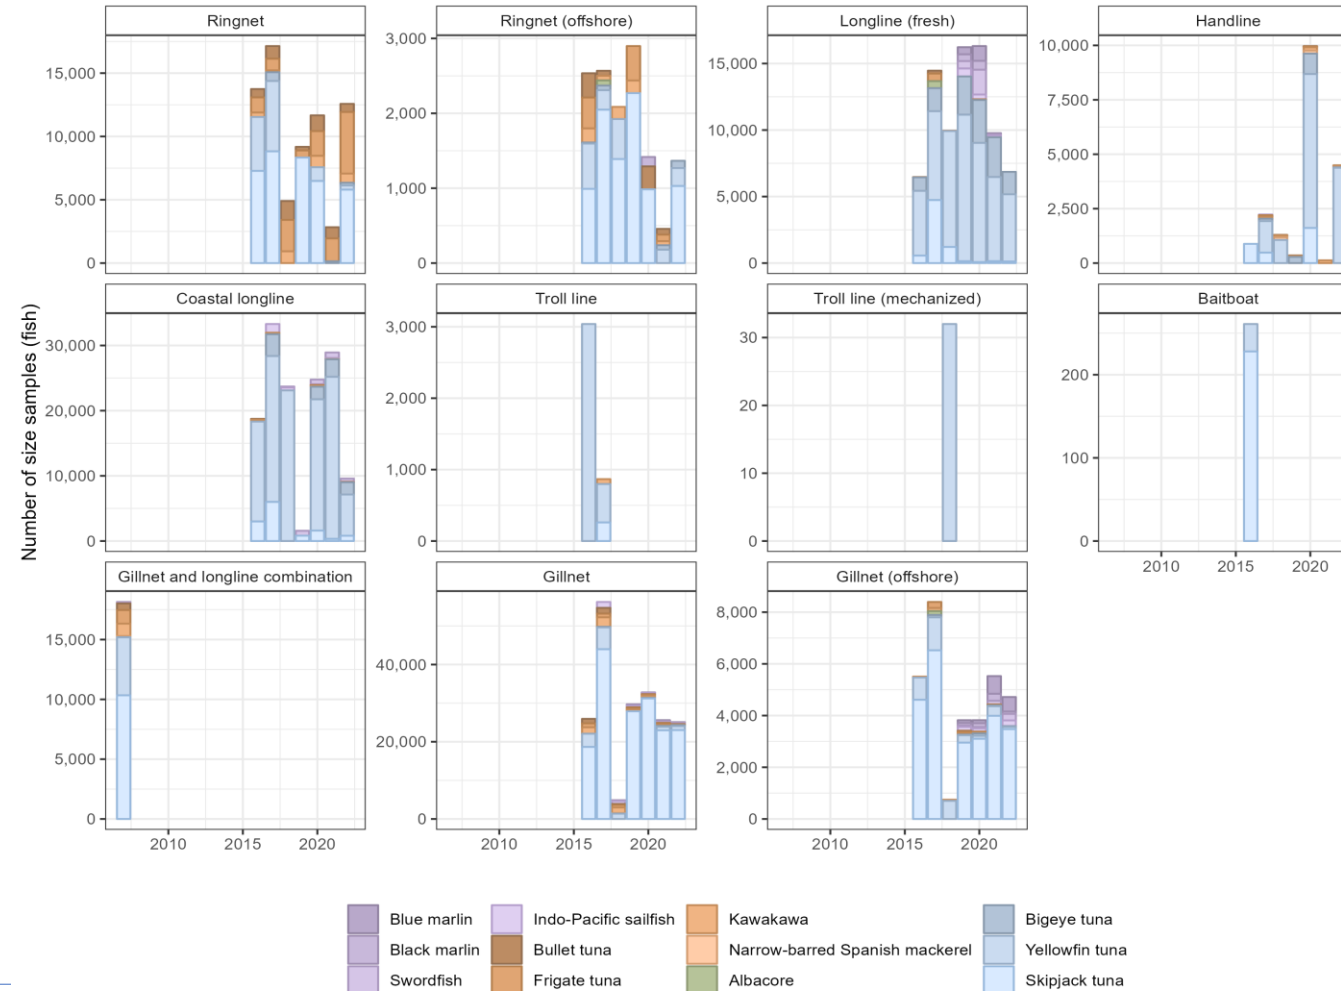 Ringnet
Ringnet (offshore)
Longline (fresh)
Handline
15,000
10,000
5,000
0
3,000
2,000
1,000
0
15,000
10,000
5,000
0
10,000
7,500
5,000
2,500
0
Number of size samples (fish)
Coastal longline
Troll line
Troll line (mechanized)
Baitboat
30,000
20,000
10,000
0
3,000
2,000
1,000
0
30
20
10
0
200
100
0
2010 2015 2020
Gillnet and longline combination
Gillnet
Gillnet (offshore)
15,000
10,000
5,000
0
40,000
20,000
0
8,000
6,000
4,000
2,000
0
2010 2015 2020
2010 2015 2020
2010 2015 2020
Blue marlin
Indo-Pacific sailfish
Kawakawa
Bigeye tuna
Black marlin
Bullet tuna
Narrow-barred Spanish mackerel
Yellowfin tuna
Swordfish
Frigate tuna
Albacore
Skipjack tuna